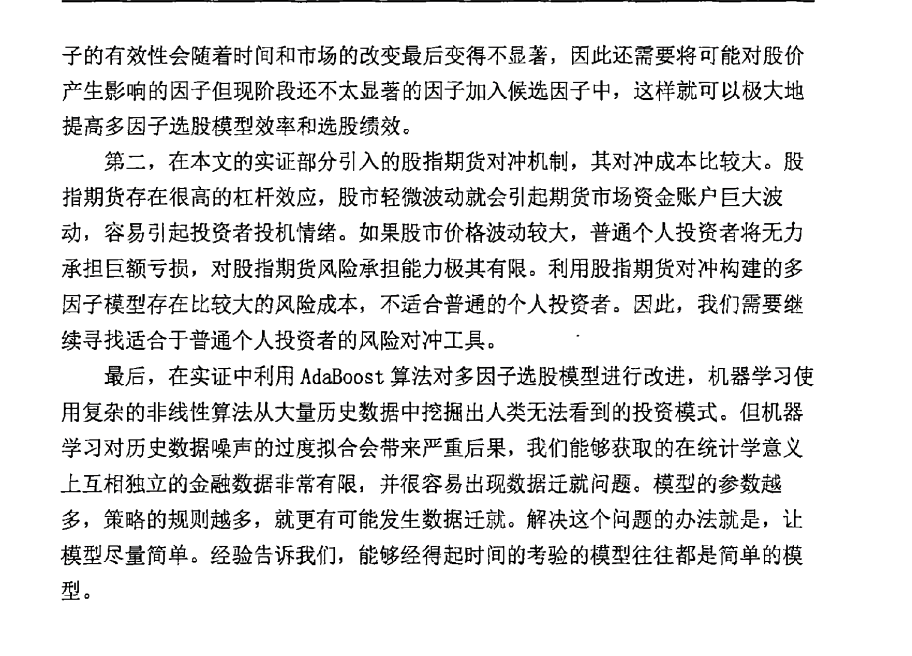 子的有效性会随着时间和市场的改变最后变得不显著，因此还需要将可能对股价
产生影响的因子但现阶段还不太显著的因子加入候选因子中，这样就可以极大地
提高多因子选股模型效率和选股绩效。
第二，在本文的实证部分引入的股指期货对冲机制，其对冲成本比较大。股
指期货存在很高的杠杆效应，股市轻微波动就会引起期货市场资金账户巨大波
动，容易引起投资者投机情绪。如果股市价格波动较大，普通个人投资者将无力
承担巨额亏损，对股指期货风险承担能力极其有限。利用股指期货对冲构建的多
因子模型存在比较大的风险成本，不适合普通的个人投资者。因此，我们需要继
续寻找适合于普通个人投资者的风险对冲工具。
最后，在实证中利用 AdaBoost 算法对多因子选股模型进行改进，机器学习使
用复杂的非线性算法从大量历史数据中挖掘出人类无法看到的投资模式。但机器
学习对历史数据噪声的过度拟合会带来严重后果，我们能够获取的在统计学意义
上互相独立的金融数据非常有限，并很容易出现数据迁就问题。模型的参数越
多，策略的规则越多，就更有可能发生数据迁就。解决这个问题的办法就是，让
模型尽量简单。经验告诉我们，能够经得起时间的考验的模型往往都是简单的模
型。